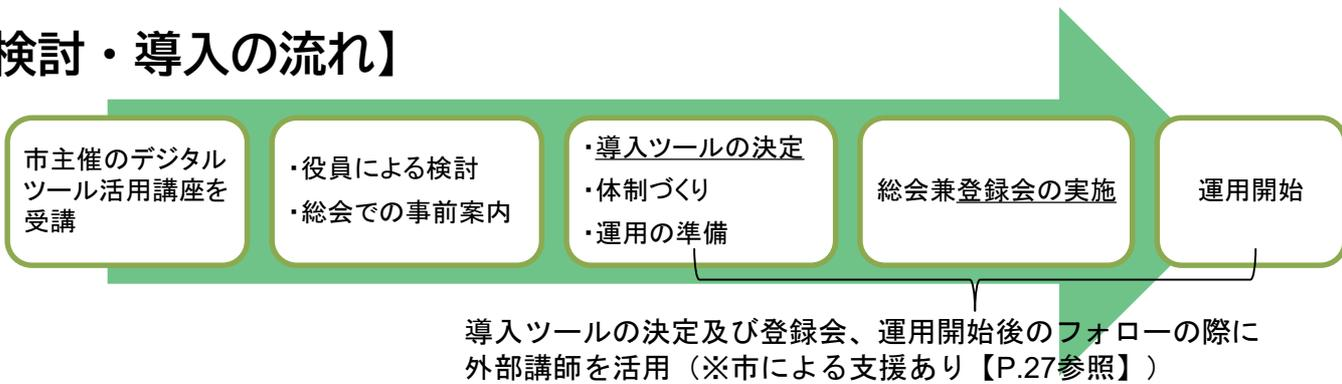 検討・導入の流れ】
市主催のデジタル
ツール活用講座を
受講
・役員による検討
・総会での事前案内
・導入ツールの決定
・体制づくり
・運用の準備
総会兼登録会の実施
運用開始
導入ツールの決定及び登録会、運用開始後のフォローの際に
外部講師を活用（※市による支援あり【P.27参照】）